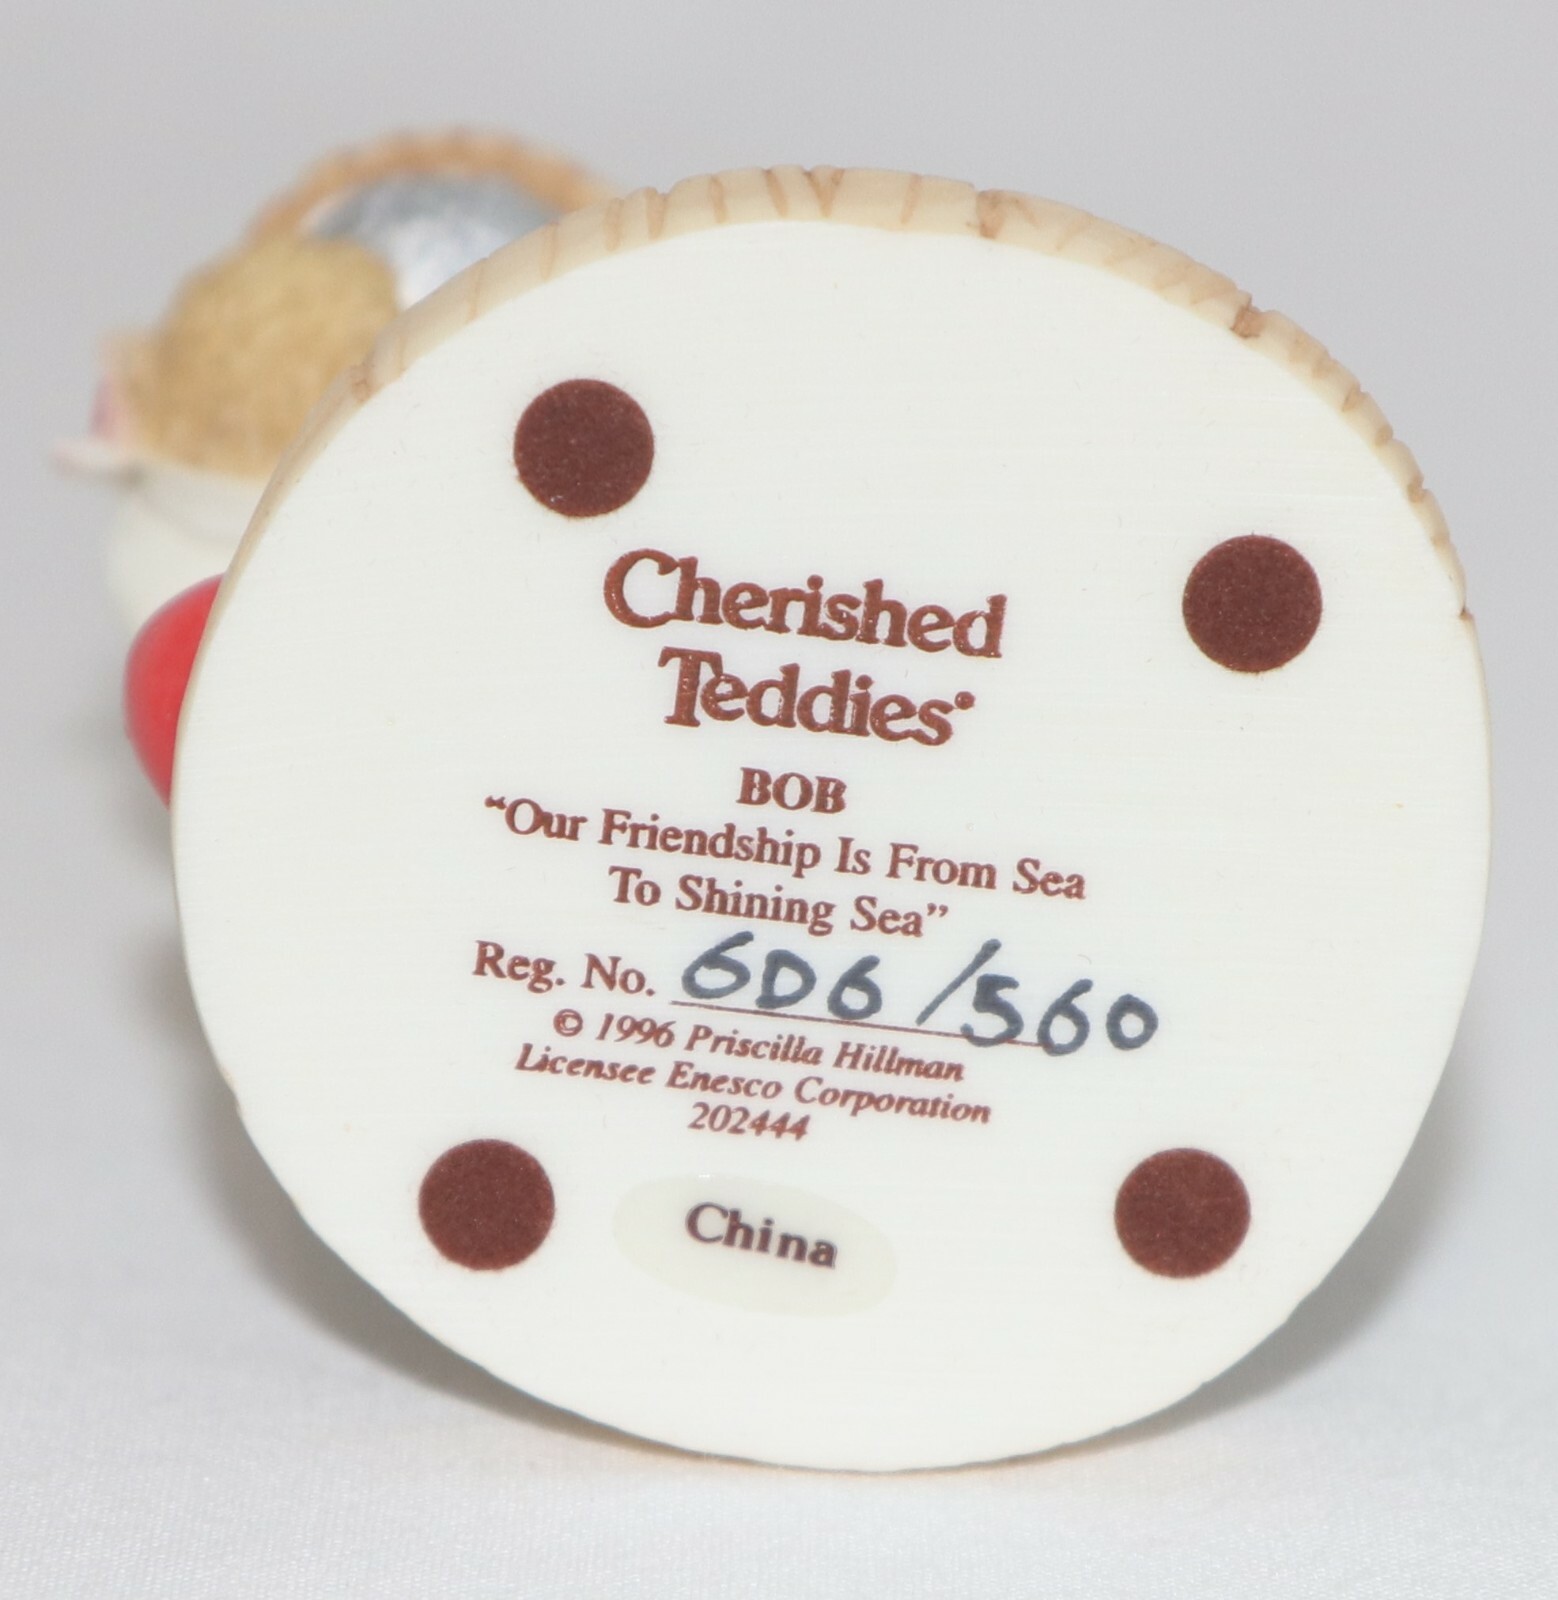 Cherished
Teddies®
BOB
“Our Friendship Is From Sea
To Shining Sea”
Reg. No. 6D6/560
© 1996 Priscilla Hillman
Licensee Enesco Corporation
202444
China